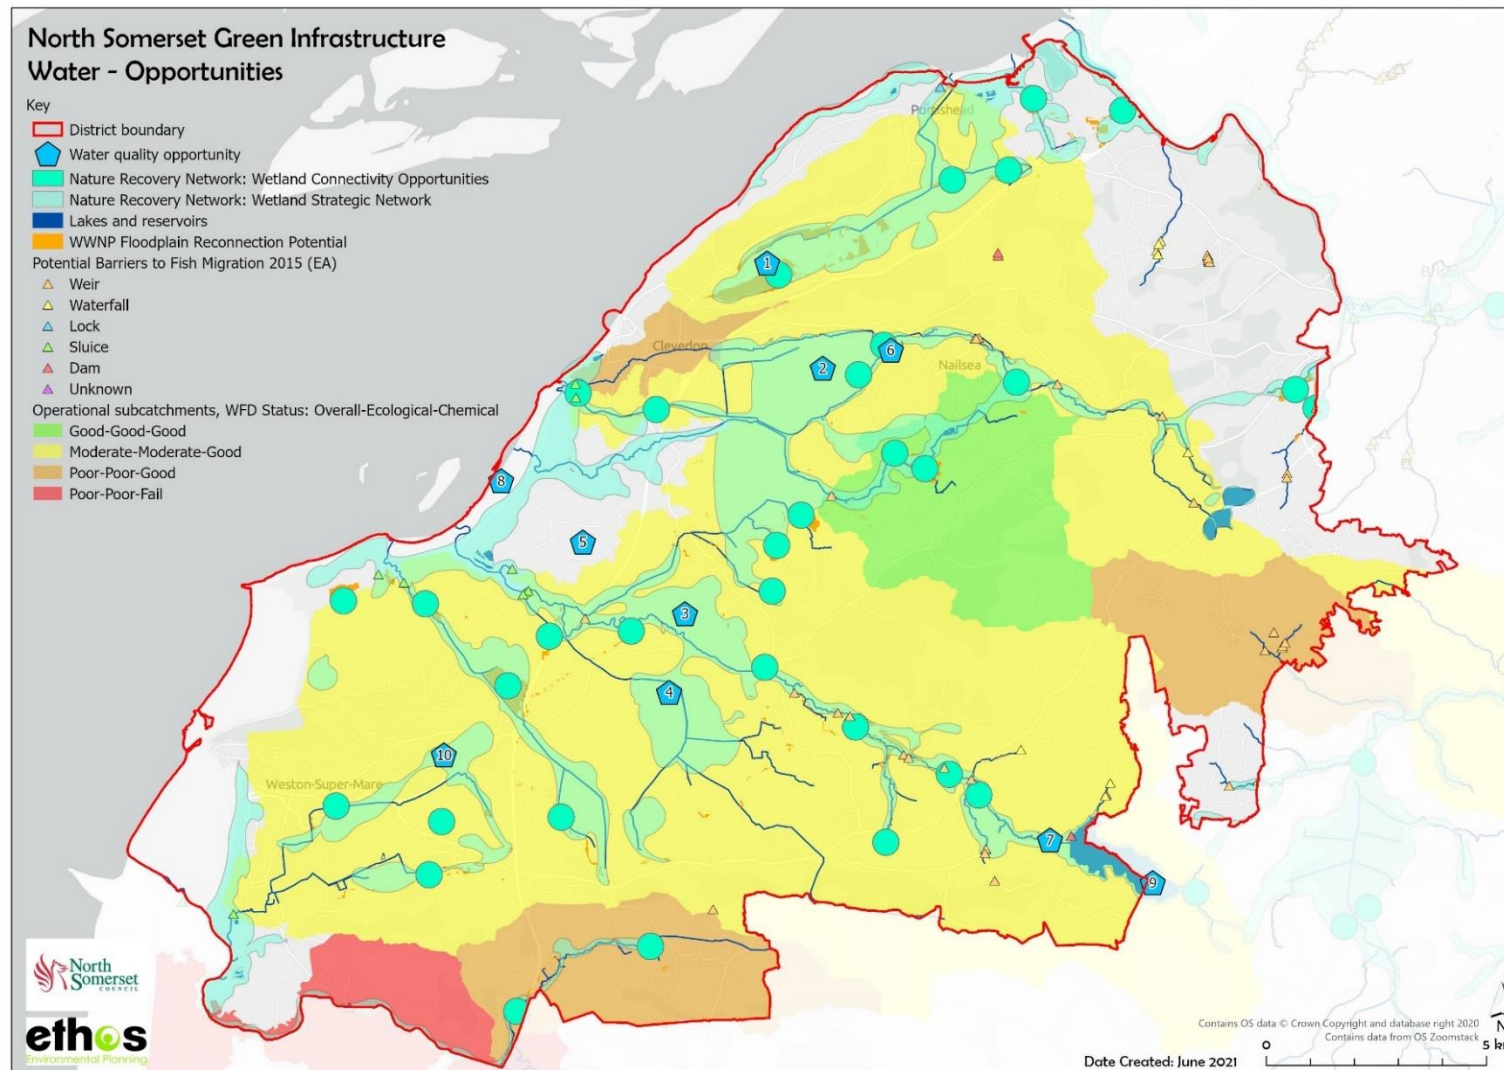 North Somerset Green Infrastructure
Water - Opportunities
Key
District boundary
Water quality opportunity
Nature Recovery Network: Wetland Connectivity Opportunities
Nature Recovery Network: Wetland Strategic Network
Lakes and reservoirs
WWNP Floodplain Reconnection Potential
Potential Barriers to Fish Migration 2015 (EA)
Weir
Waterfall
Lock
Sluice
Dam
Unknown
Operational subcatchments, WFD Status: Overall-Ecological-Chemical
Good-Good-Good
Moderate-Moderate-Good
Poor-Poor-Good
Poor-Poor-Fail
Portishead
1
Bristol
Clevedon
6
2
Nailsea
8
5
3
4
10
Weston-Super-Mare
7
9
North
Somerset
COUNCIL
ethos
Environmental Planning
Contains OS data © Crown Copyright and database right 2020
Contains data from OS Zoomstack
N
0
5 km
Date Created: June 2021